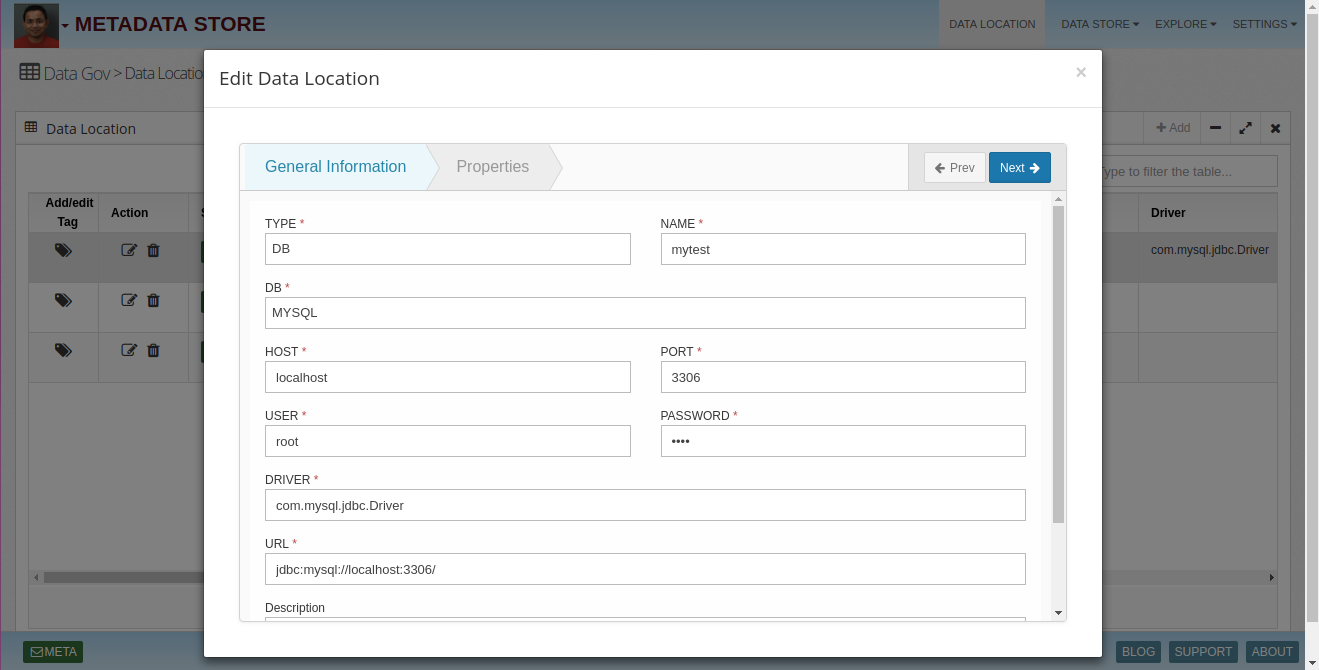 METADATA STORE
DATA LOCATION DATA STORE EXPLORE SETTINGS
Data Gov > Data Locatio
Edit Data Location
×
Data Location
Add
General Information Properties Prev Next
Type to filter the table...
Add/edit Tag Action Driver
com.mysql.jdbc.Driver
TYPE * NAME *
DB mytest
DB *
MYSQL
HOST * PORT *
localhost 3306
USER * PASSWORD *
root ••••
DRIVER *
com.mysql.jdbc.Driver
URL *
jdbc:mysql://localhost:3306/
Description
META BLOG SUPPORT ABOUT